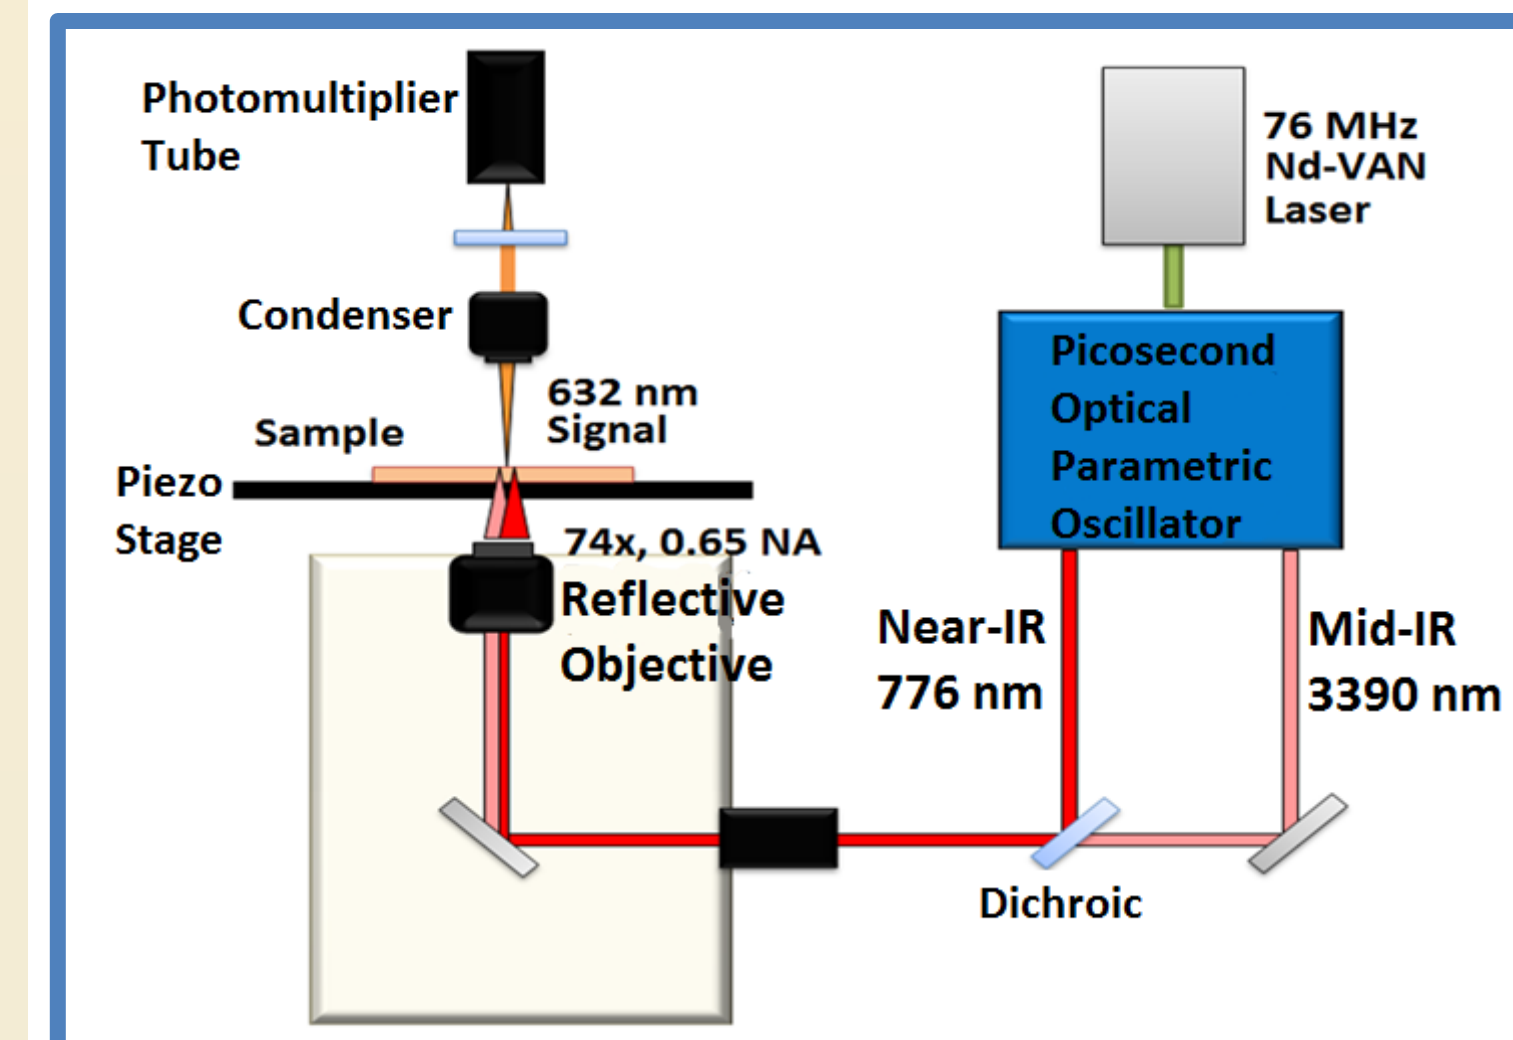 Photomultiplier
Tube
76 MHz
Nd-VAN
Laser
Condenser
Picosecond
Optical
Parametric
Oscillator
632 nm
Signal
Sample
Piezo
Stage
74x, 0.65 NA
Reflective
Objective
Near-IR
776 nm
Mid-IR
3390 nm
Dichroic